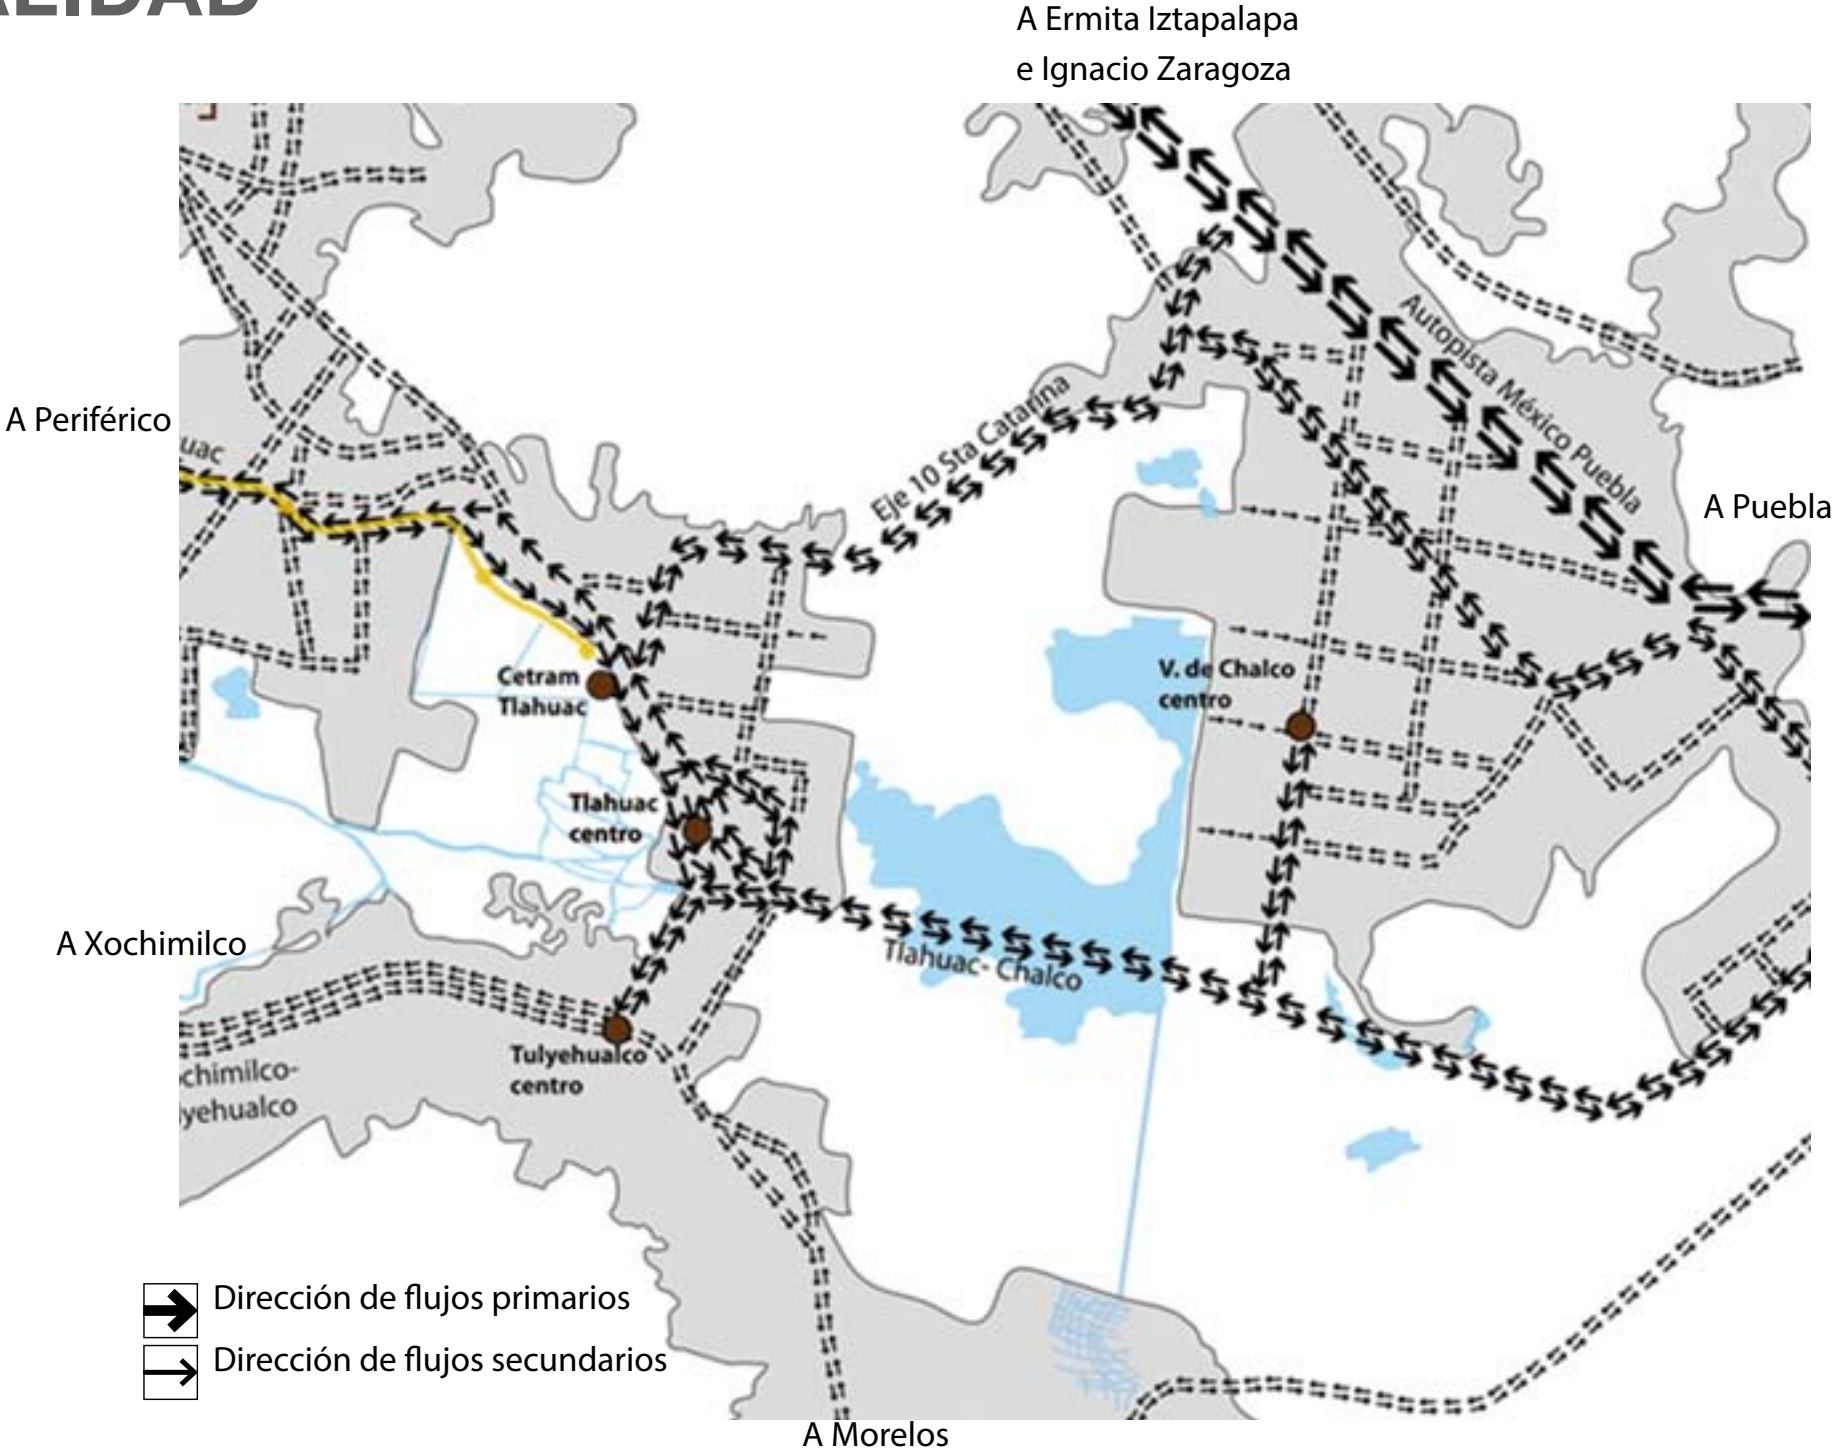 ALIDAD
A Ermita Iztapalapa
e Ignacio Zaragoza
Autopista México Puebla
A Periférico
uac
Eje 10 Sta Catarina
A Puebla
Cetram
Tlahuac
V. de Chalco
centro
Tlahuac
centro
A Xochimilco
Tlahuac- Chalco
Tulyehualco
centro
chimilco-
yehualco
Dirección de flujos primarios
Dirección de flujos secundarios
A Morelos